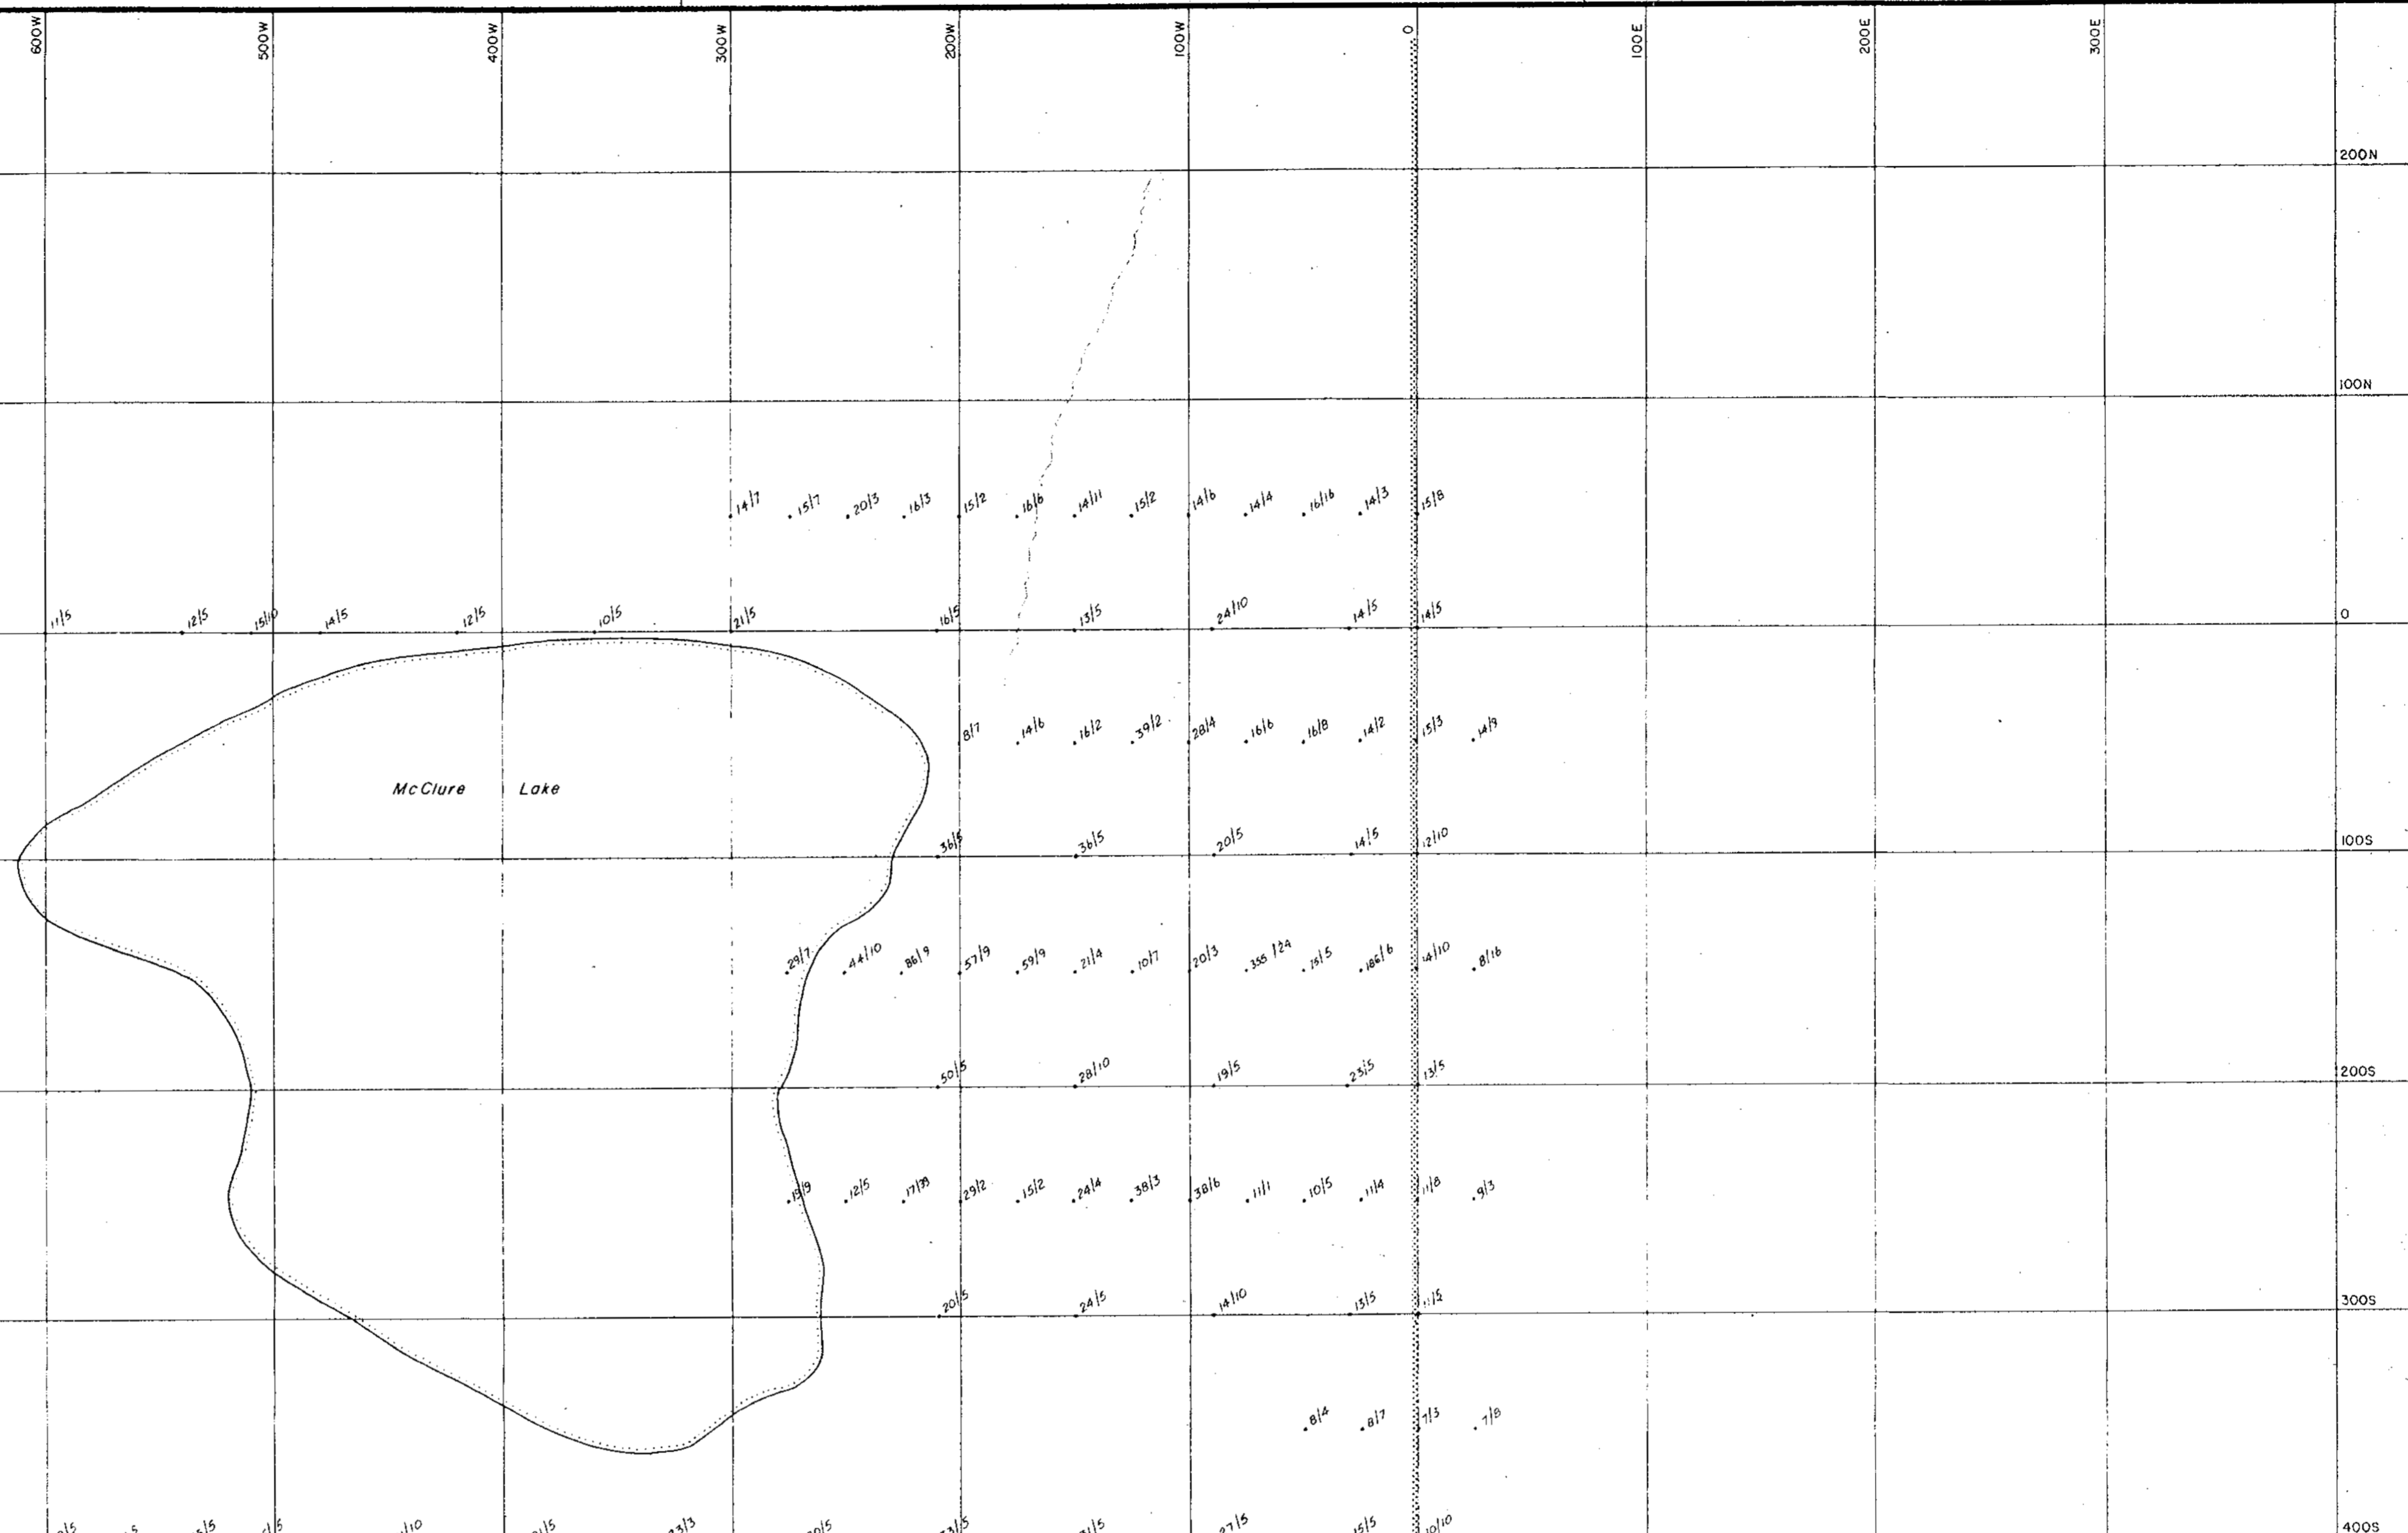 600W 500W 400W 300W 200W 100W 0 100E 200E 300E
200N
100N
14/7 15/7 20/3 16/3 15/2 16/6 14/11 15/2 14/6 14/4 16/16 14/3 15/8
11/5 12/5 15/10 14/5 12/5 10/5 21/5 16/5 13/5 24/10 14/5 14/5 0
8/7 14/6 16/2 39/2 28/4 16/6 16/8 14/2 15/3 14/9
McClure Lake
36/5 36/5 20/5 14/5 12/10 100S
29/7 44/10 86/9 57/9 59/9 21/4 10/7 20/3 355/24 15/5 186/6 14/10 8/16
50/5 28/10 19/5 23/5 13/5 200S
15/9 12/5 17/39 29/2 15/2 24/4 38/3 38/6 11/1 10/5 11/4 11/8 9/3
20/5 24/5 14/10 13/5 11/5 300S
8/4 8/7 7/3 7/8
23/3 27/5 15/5 10/10 400S